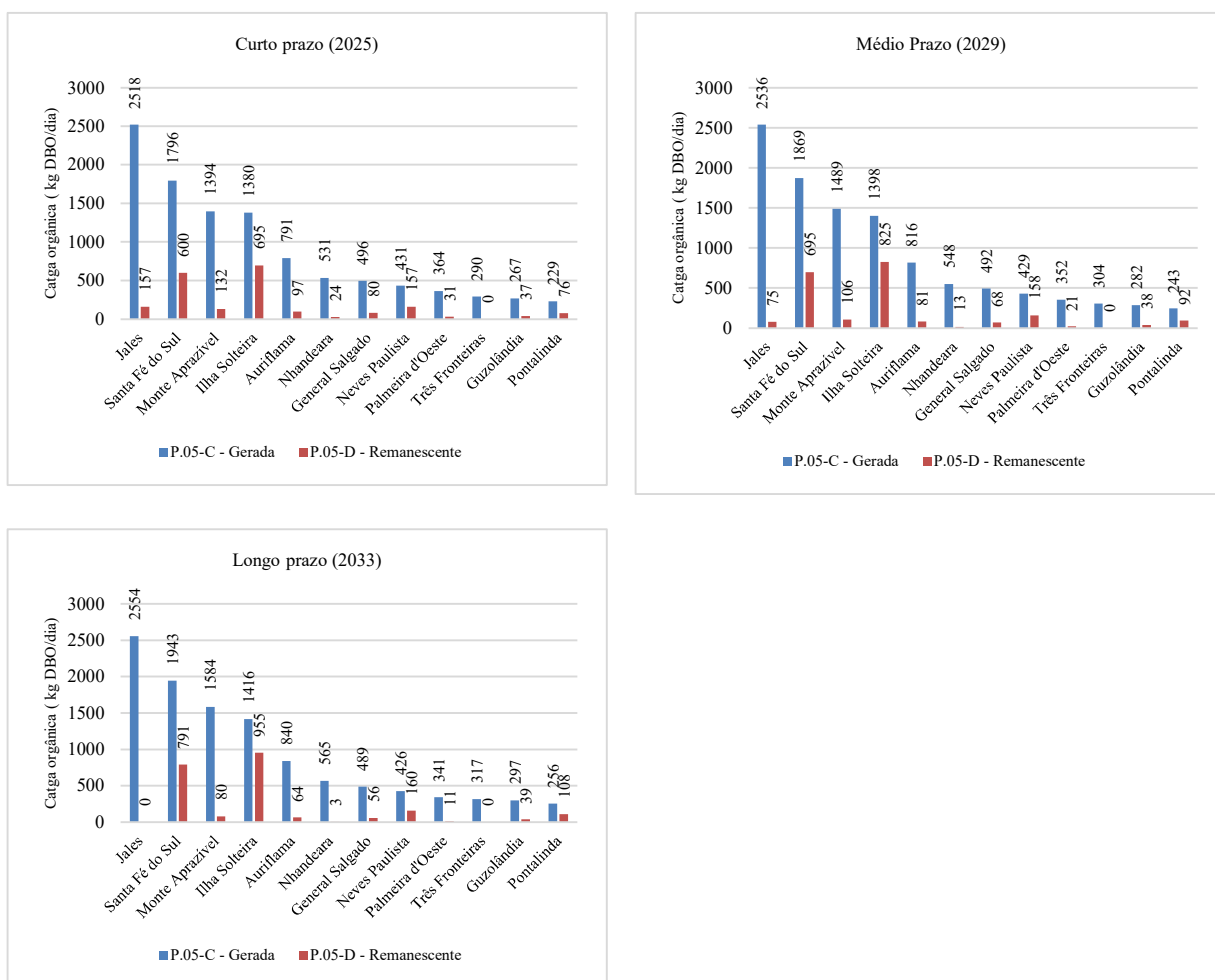 Curto prazo (2025)
Catga orgânica ( kg DBO/dia)
3000
2500
2000
1500
1000
500
0
2518
157
1796
600
1394
132
1380
695
791
97
531
24
496
80
431
157
364
31
290
0
267
37
229
76
Jales
Santa Fé do Sul
Monte Aprazível
Ilha Solteira
Auriflama
Nhandeara
General Salgado
Neves Paulista
Palmeira d'Oeste
Três Fronteiras
Guzolândia
Pontalinda
P.05-C - Gerada
P.05-D - Remanescente
Médio Prazo (2029)
Catga orgânica ( kg DBO/dia)
3000
2500
2000
1500
1000
500
0
2536
75
1869
695
1489
106
1398
825
816
81
548
13
492
68
429
158
352
21
304
0
282
38
243
92
Jales
Santa Fé do Sul
Monte Aprazível
Ilha Solteira
Auriflama
Nhandeara
General Salgado
Neves Paulista
Palmeira d'Oeste
Três Fronteiras
Guzolândia
Pontalinda
P.05-C - Gerada
P.05-D - Remanescente
Longo prazo (2033)
Catga orgânica ( kg DBO/dia)
3000
2500
2000
1500
1000
500
0
2554
0
1943
791
1584
80
1416
955
840
64
565
3
489
56
426
160
341
11
317
0
297
39
256
108
Jales
Santa Fé do Sul
Monte Aprazível
Ilha Solteira
Auriflama
Nhandeara
General Salgado
Neves Paulista
Palmeira d'Oeste
Três Fronteiras
Guzolândia
Pontalinda
P.05-C - Gerada
P.05-D - Remanescente